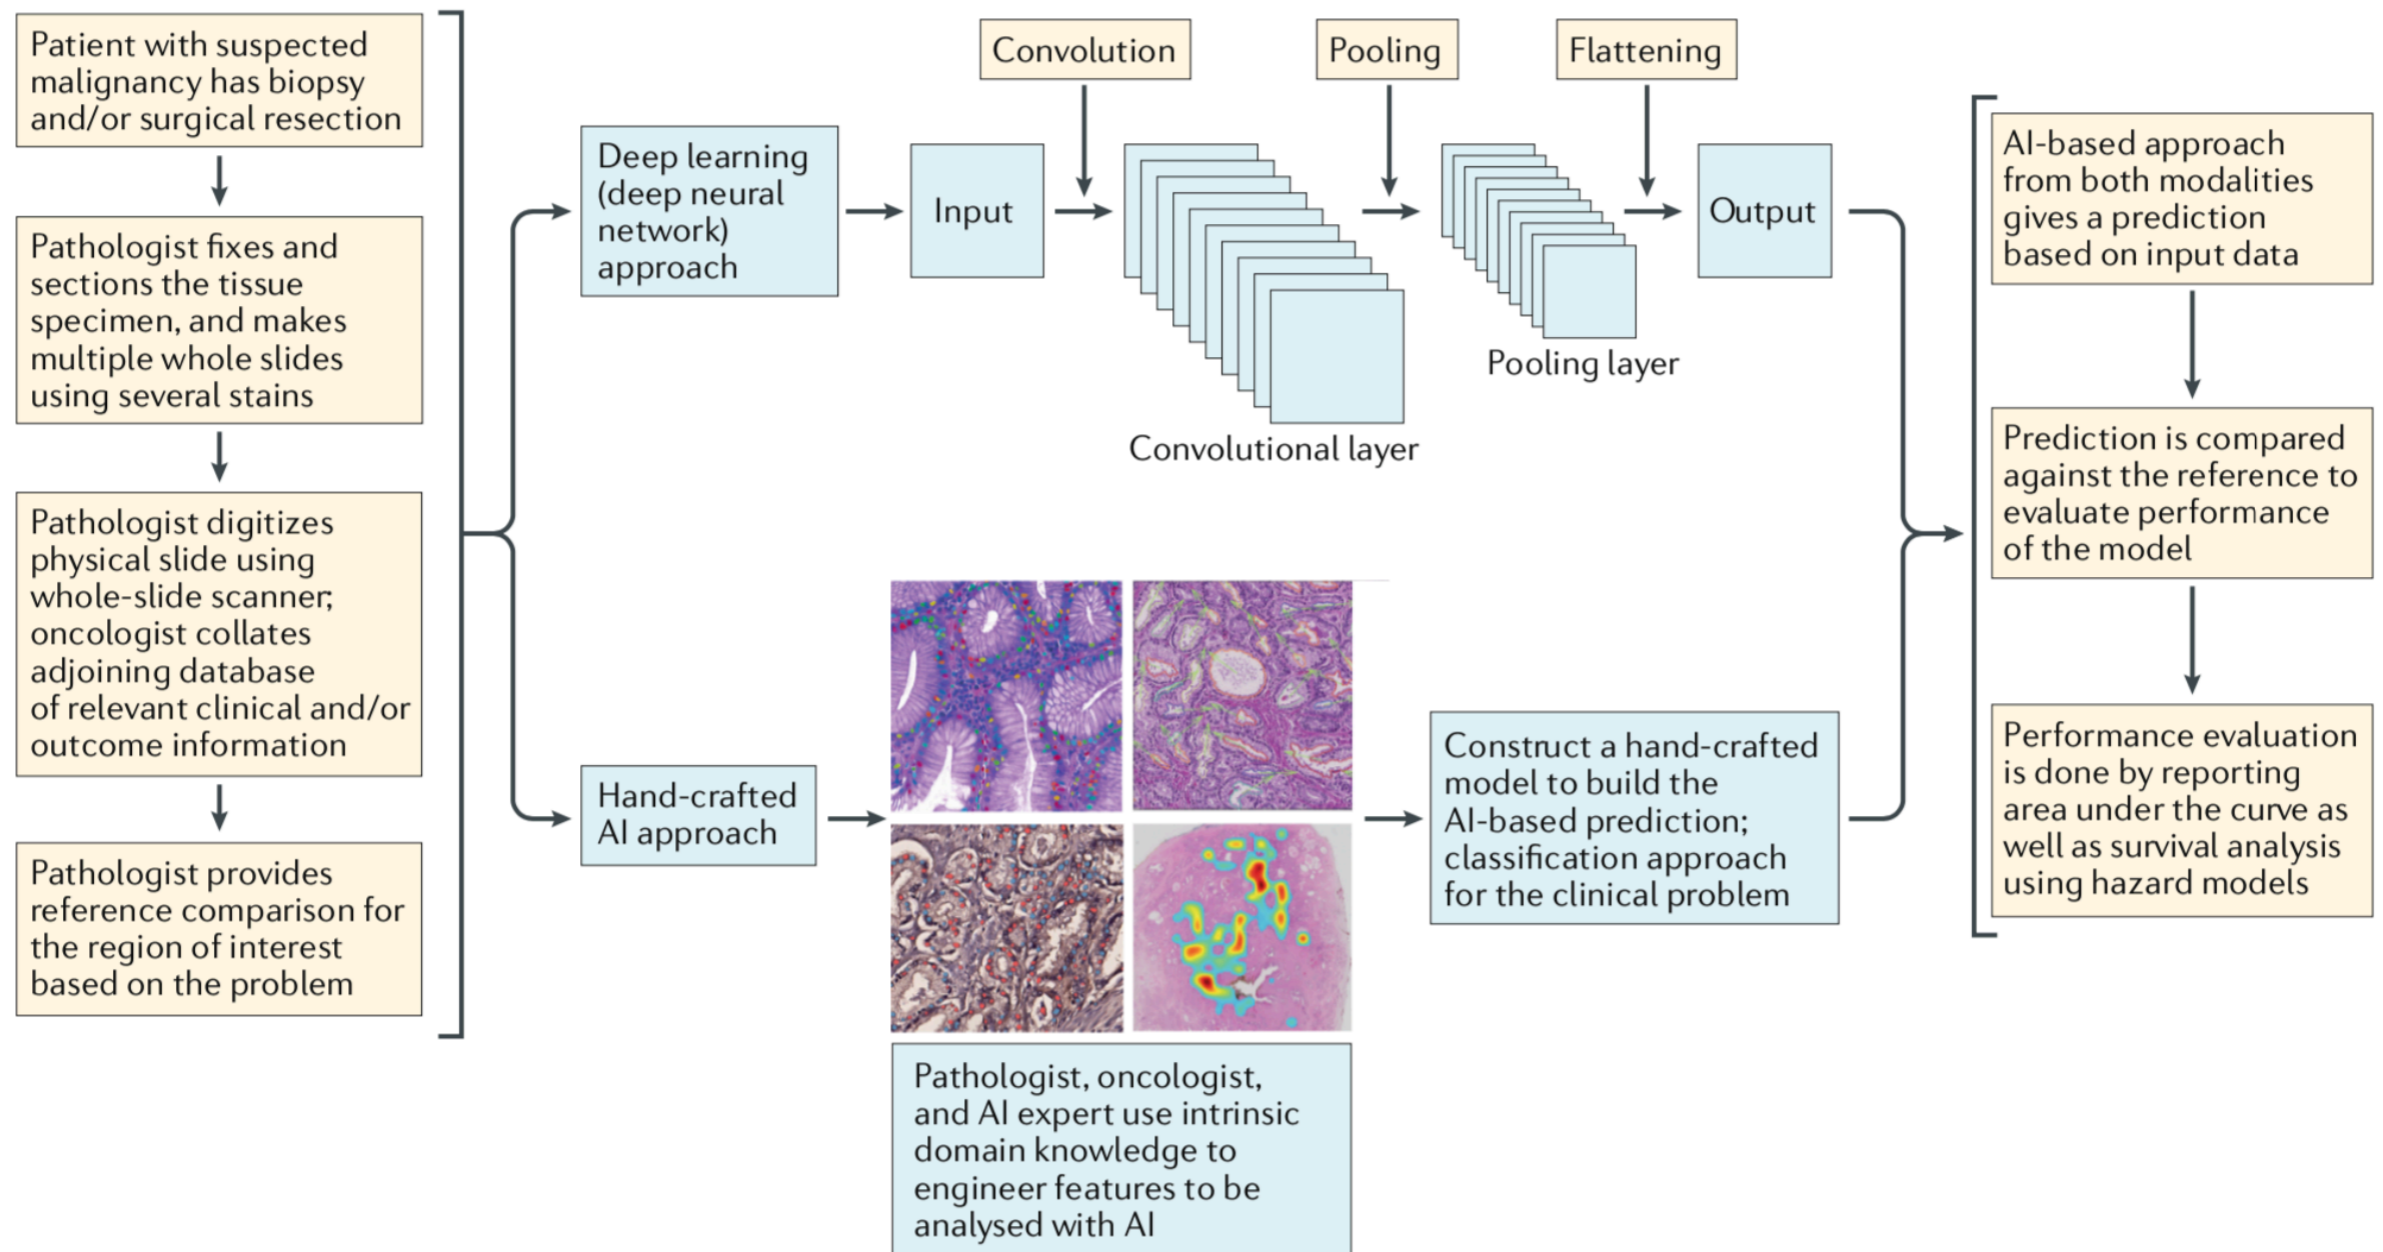 Patient with suspected
malignancy has biopsy
and/or surgical resection
Pathologist fixes and
sections the tissue
specimen, and makes
multiple whole slides
using several stains
Pathologist digitizes
physical slide using
whole-slide scanner;
oncologist collates
adjoining database
of relevant clinical and/or
outcome information
Pathologist provides
reference comparison for
the region of interest
based on the problem
Deep learning
(deep neural
network)
approach
Input
Convolution
Convolutional layer
Pooling
Pooling layer
Flattening
Output
Hand-crafted
AI approach
Pathologist, oncologist,
and AI expert use intrinsic
domain knowledge to
engineer features to be
analysed with AI
Construct a hand-crafted
model to build the
AI-based prediction;
classification approach
for the clinical problem
AI-based approach
from both modalities
gives a prediction
based on input data
Prediction is compared
against the reference to
evaluate performance
of the model
Performance evaluation
is done by reporting
area under the curve as
well as survival analysis
using hazard models